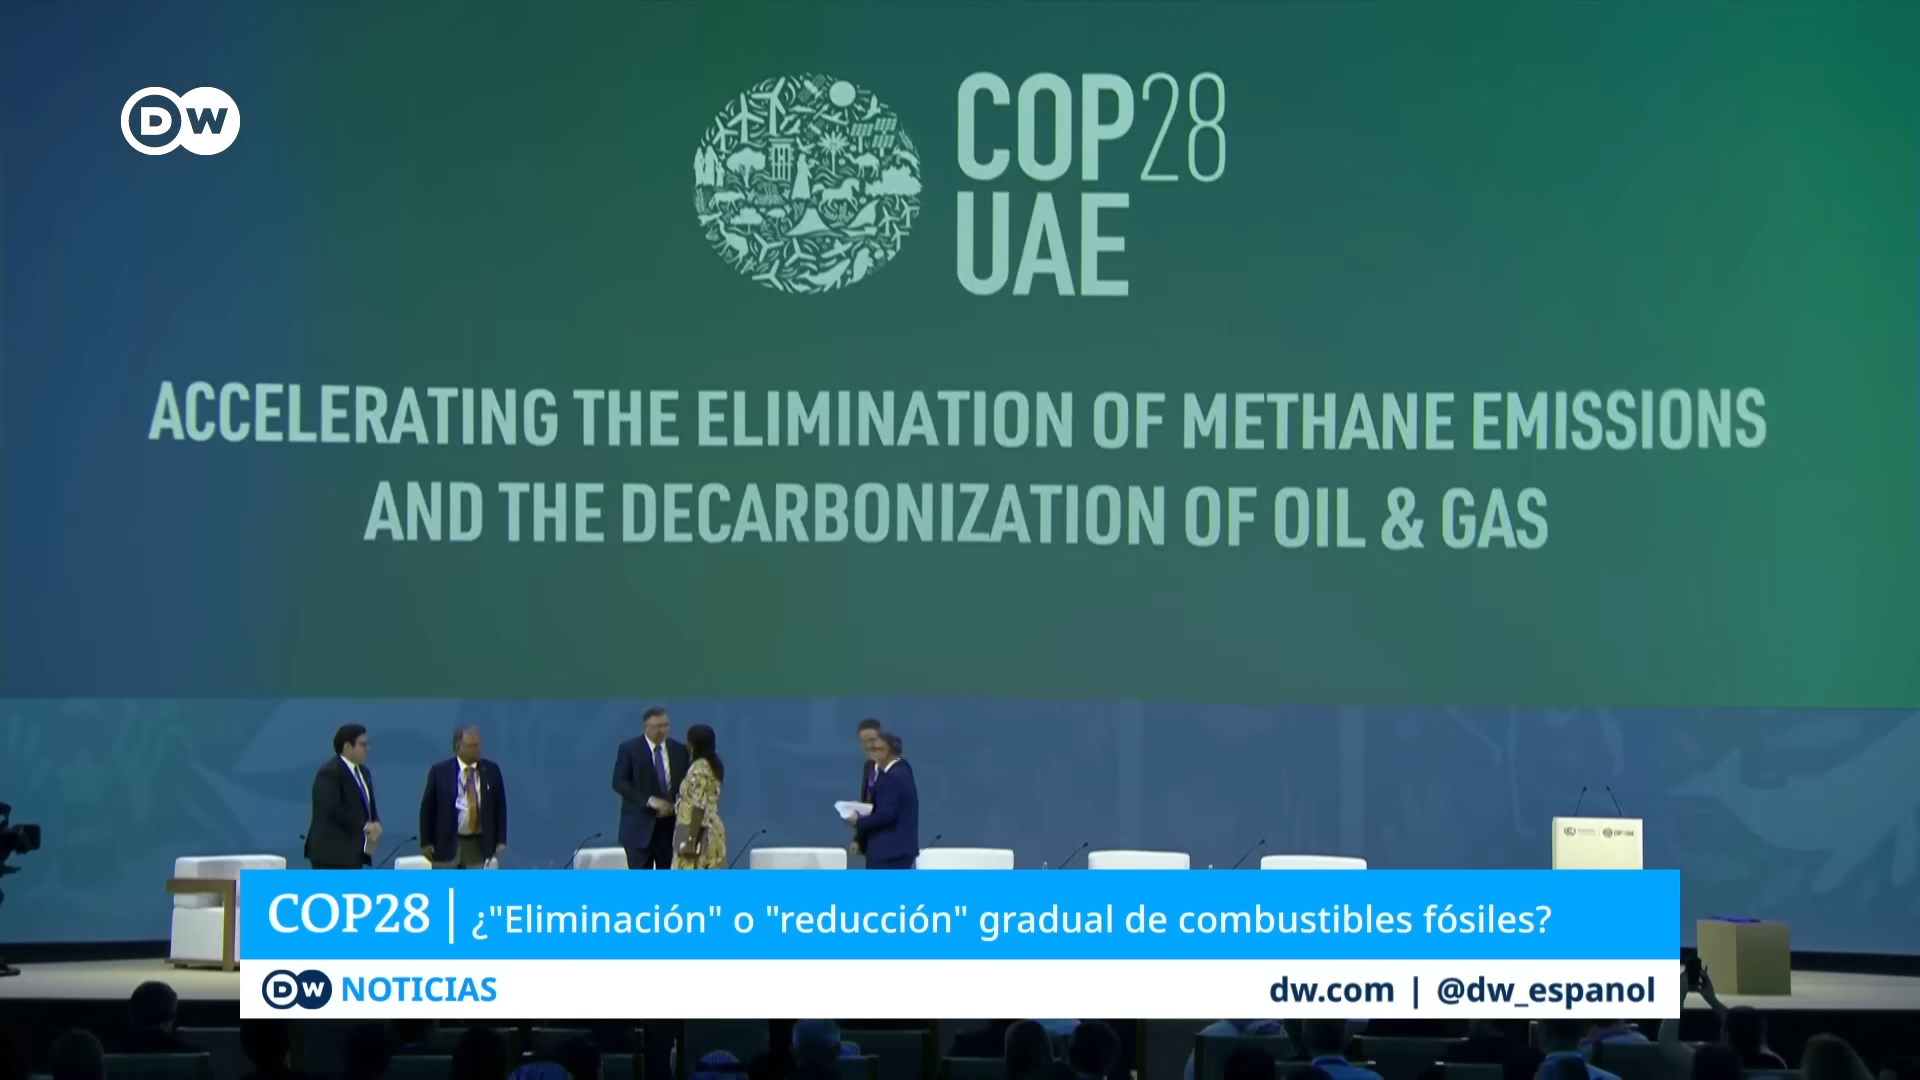 DW
COP28
UAE
ACCELERATING THE ELIMINATION OF METHANE EMISSIONS
AND THE DECARBONIZATION OF OIL & GAS
COP28 | ¿"Eliminación" o "reducción" gradual de combustibles fósiles?
DW NOTICIAS
dw.com | @dw_espanol